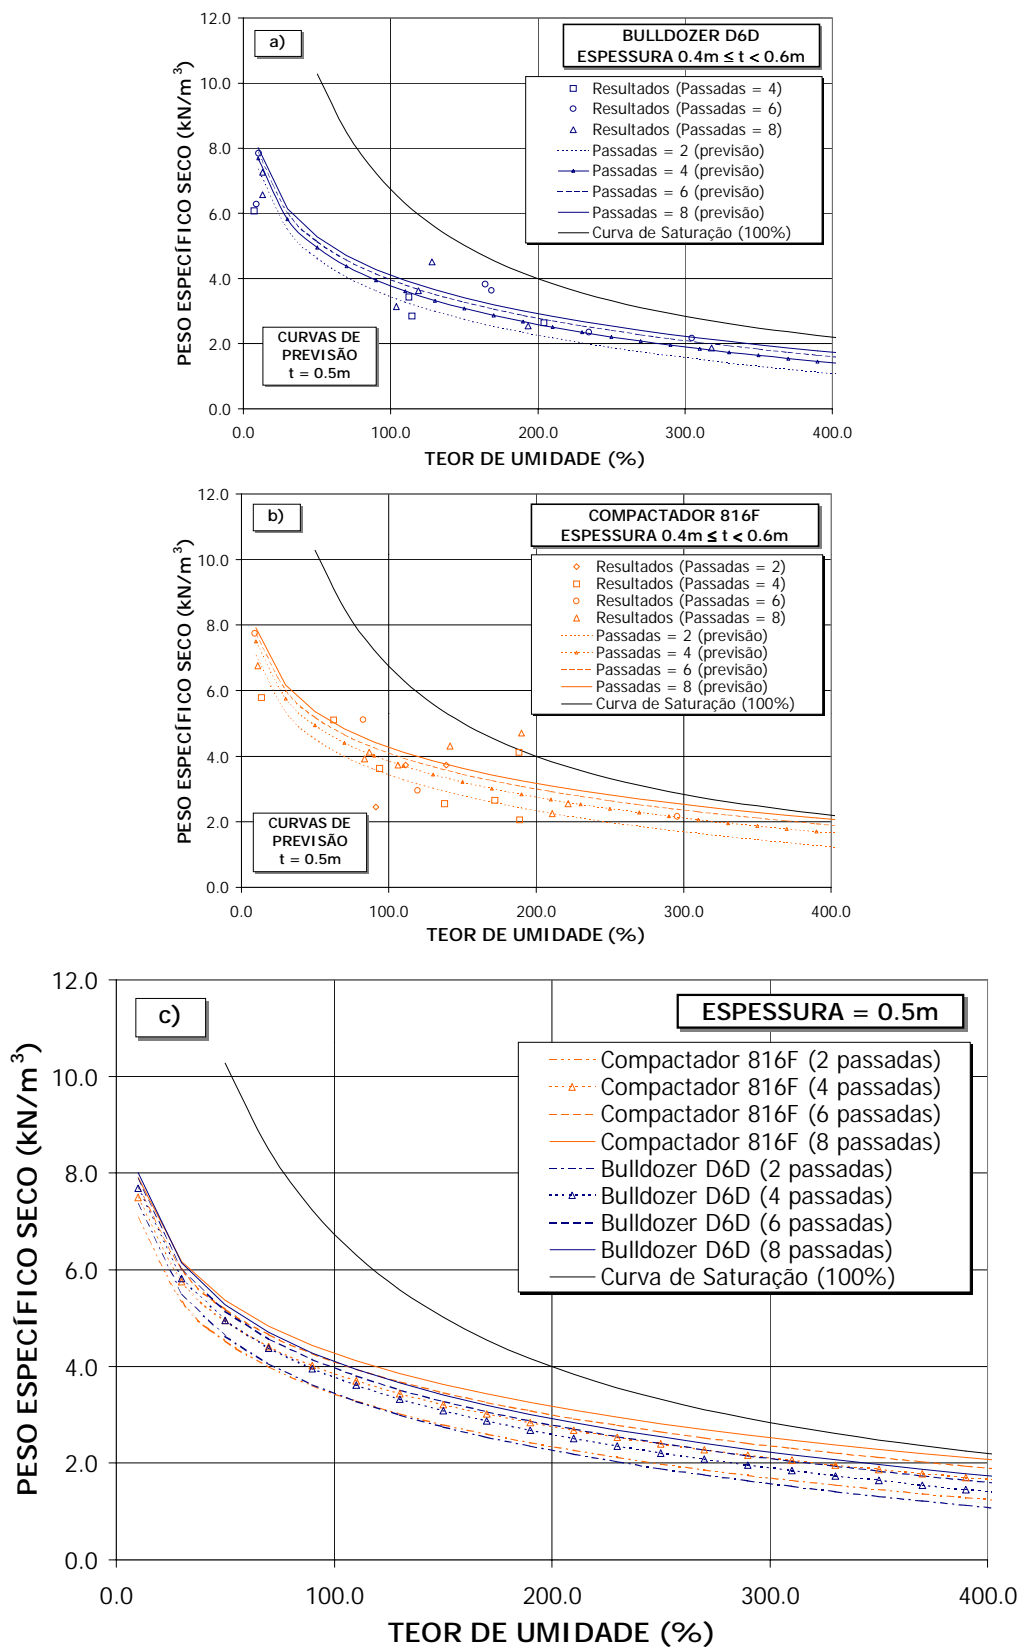 a)
BULLDOZER D6D
ESPESSURA 0.4m ≤ t < 0.6m
Resultados (Passadas = 4)
Resultados (Passadas = 6)
Resultados (Passadas = 8)
Passadas = 2 (previsão)
Passadas = 4 (previsão)
Passadas = 6 (previsão)
Passadas = 8 (previsão)
Curva de Saturação (100%)
CURVAS DE
PREVISÃO
t = 0.5m
PESO ESPECÍFICO SECO (kN/m³)
12.0
10.0
8.0
6.0
4.0
2.0
0.0
0.0 100.0 200.0 300.0 400.0
TEOR DE UMIDADE (%)
b)
COMPACTADOR 816F
ESPESSURA 0.4m ≤ t < 0.6m
Resultados (Passadas = 2)
Resultados (Passadas = 4)
Resultados (Passadas = 6)
Resultados (Passadas = 8)
Passadas = 2 (previsão)
Passadas = 4 (previsão)
Passadas = 6 (previsão)
Passadas = 8 (previsão)
Curva de Saturação (100%)
CURVAS DE
PREVISÃO
t = 0.5m
PESO ESPECÍFICO SECO (kN/m³)
12.0
10.0
8.0
6.0
4.0
2.0
0.0
0.0 100.0 200.0 300.0 400.0
TEOR DE UMIDADE (%)
c)
ESPESSURA = 0.5m
Compactador 816F (2 passadas)
Compactador 816F (4 passadas)
Compactador 816F (6 passadas)
Compactador 816F (8 passadas)
Bulldozer D6D (2 passadas)
Bulldozer D6D (4 passadas)
Bulldozer D6D (6 passadas)
Bulldozer D6D (8 passadas)
Curva de Saturação (100%)
PESO ESPECÍFICO SECO (kN/m³)
12.0
10.0
8.0
6.0
4.0
2.0
0.0
0.0 100.0 200.0 300.0 400.0
TEOR DE UMIDADE (%)